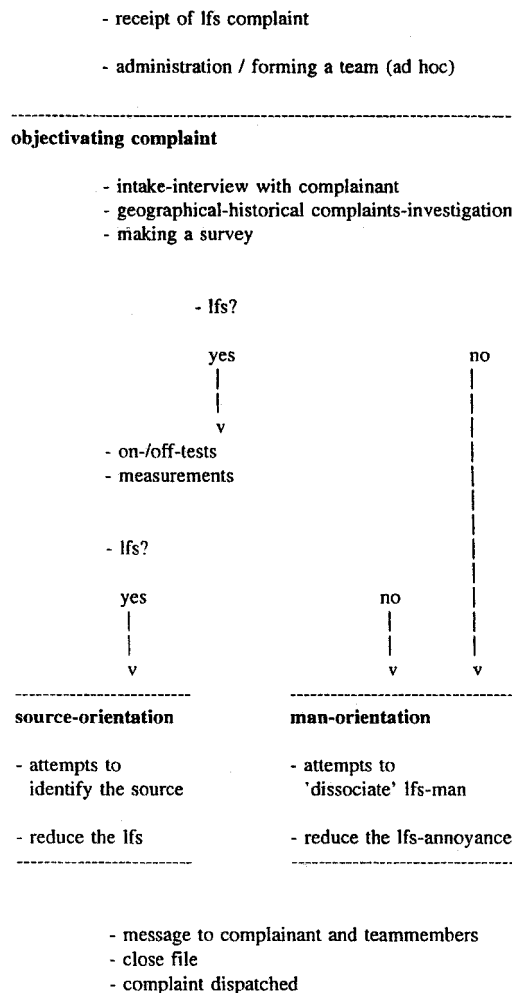 - receipt of lfs complaint
- administration / forming a team (ad hoc)
objectivating complaint
- intake-interview with complainant
- geographical-historical complaints-investigation
- making a survey
- lfs?
yes no
v
- on-/off-tests
- measurements
- lfs?
yes no
v v v
source-orientation man-orientation
- attempts to - attempts to
identify the source 'dissociate' lfs-man
- reduce the lfs - reduce the lfs-annoyance
- message to complainant and teammembers
- close file
- complaint dispatched